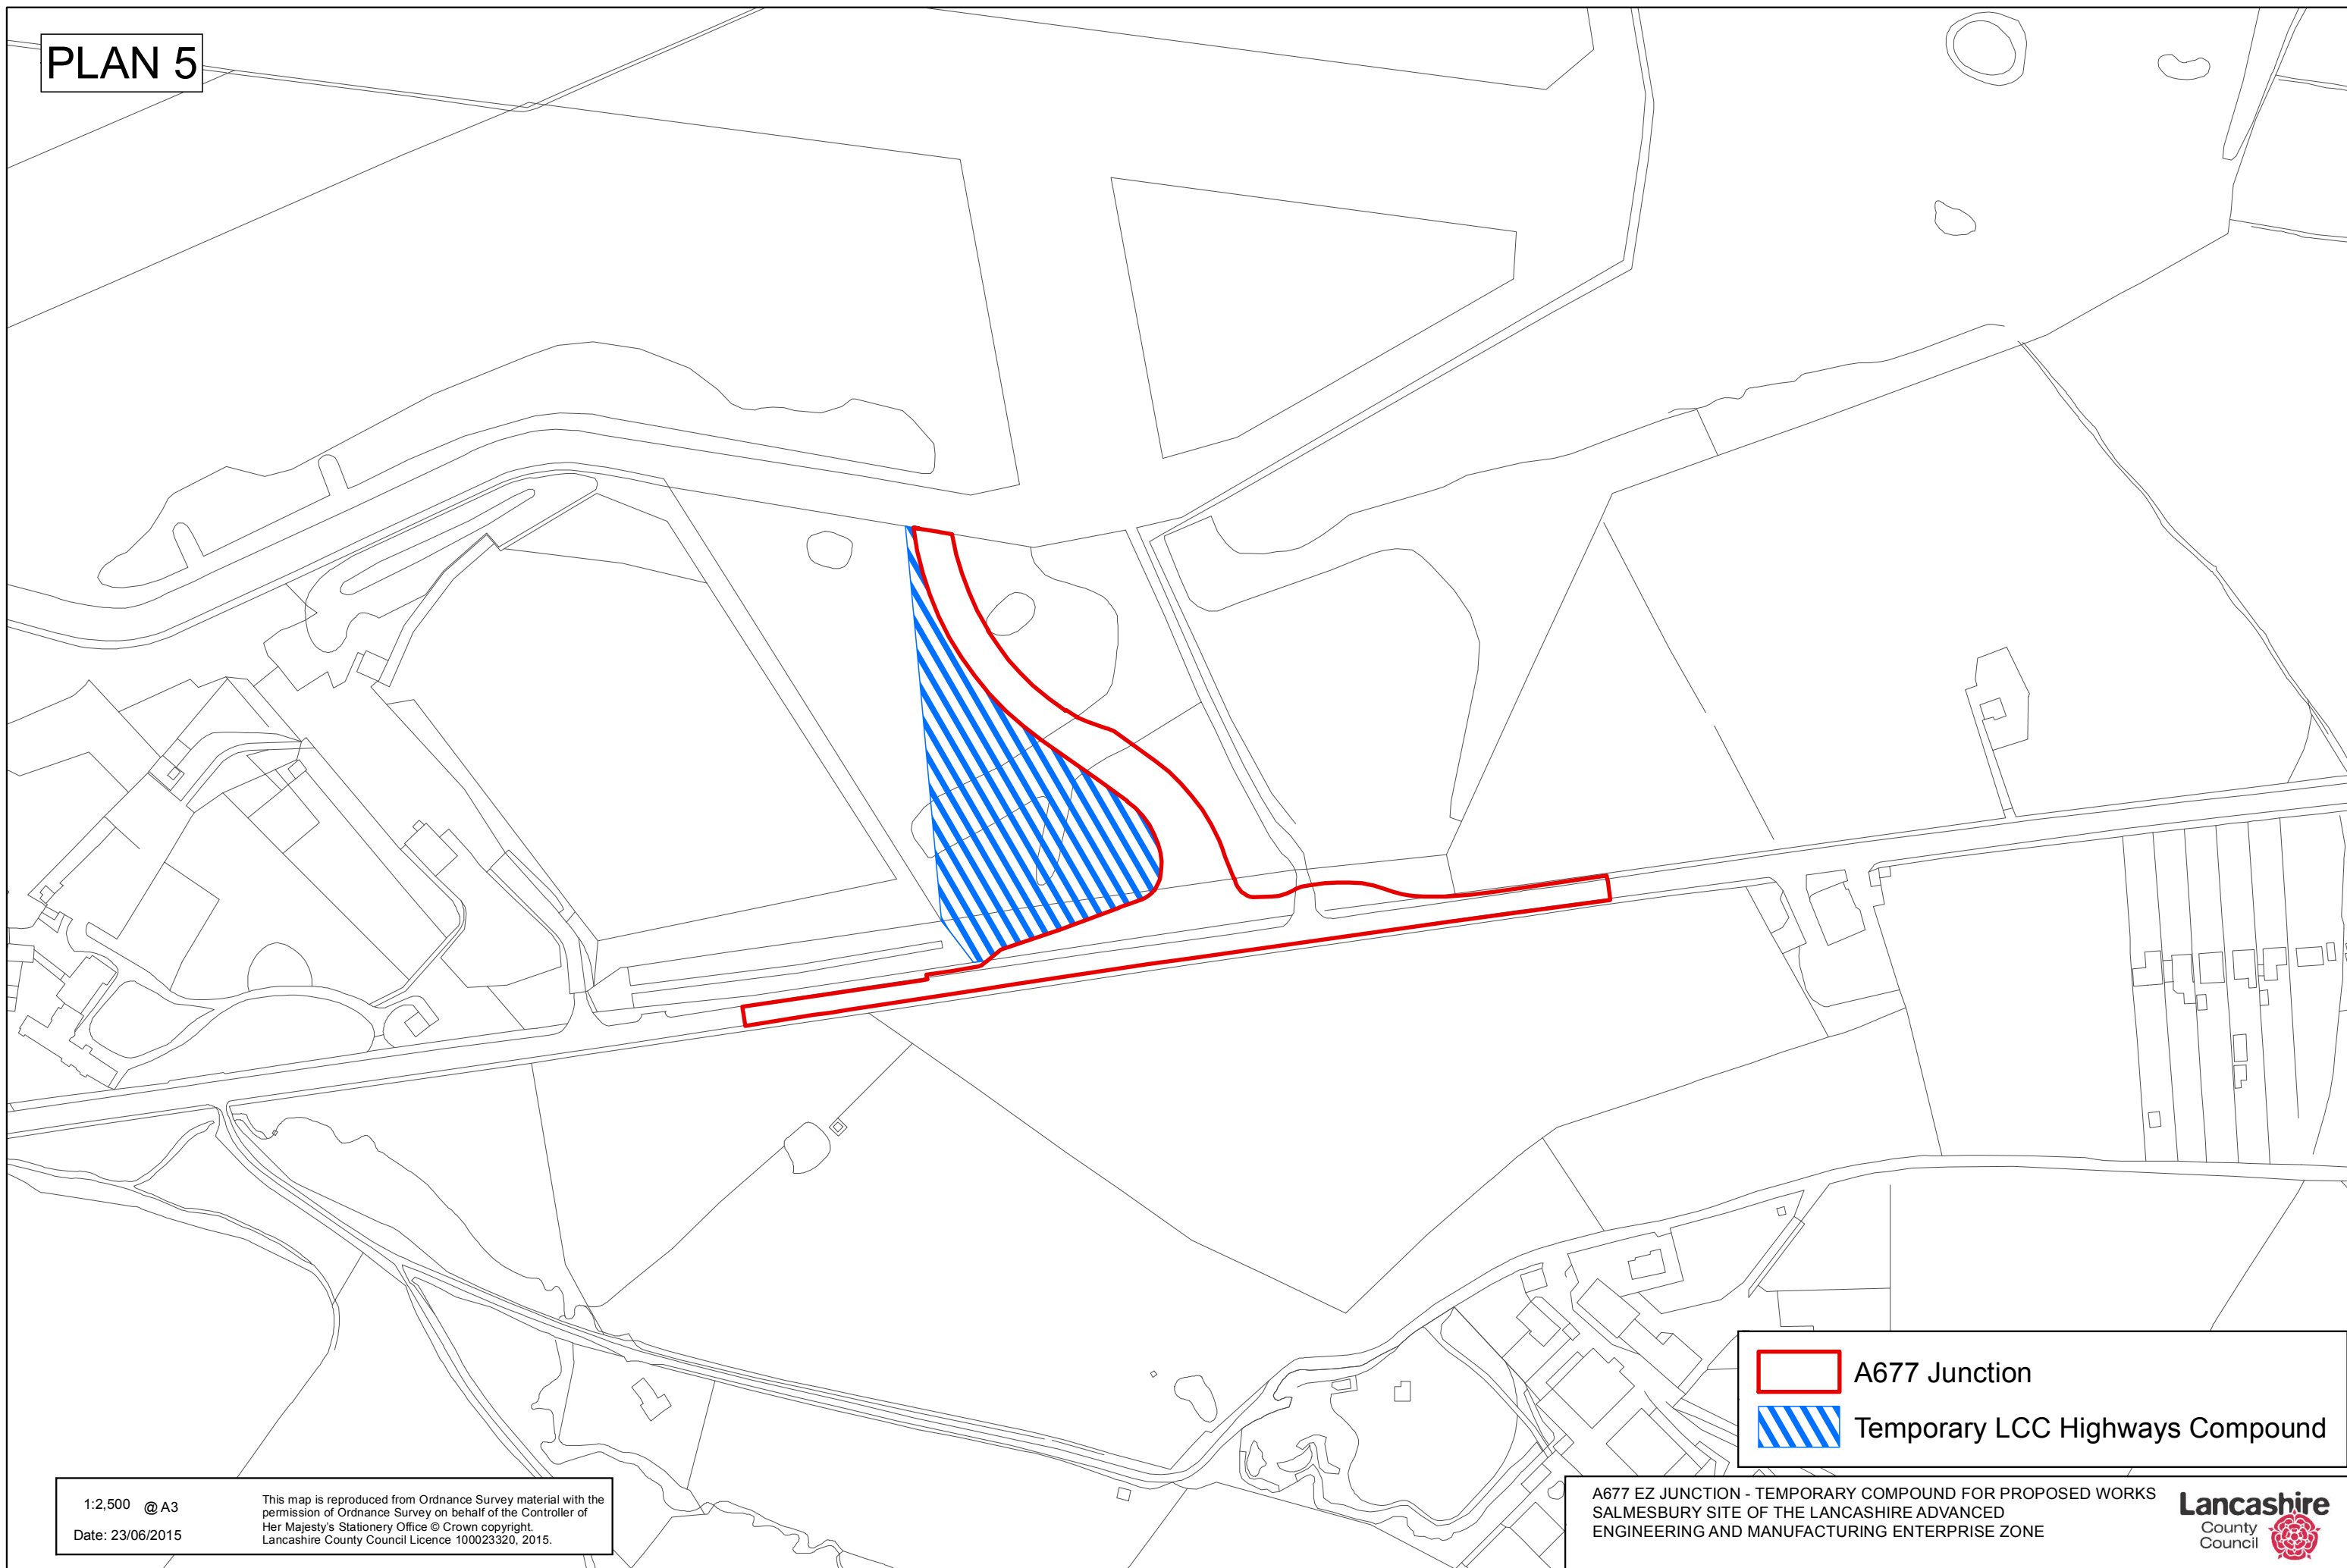 PLAN 5
A677 Junction
Temporary LCC Highways Compound
1:2,500 @ A3
Date: 23/06/2015
This map is reproduced from Ordnance Survey material with the
permission of Ordnance Survey on behalf of the Controller of
Her Majesty's Stationery Office © Crown copyright.
Lancashire County Council Licence 100023320, 2015.
A677 EZ JUNCTION - TEMPORARY COMPOUND FOR PROPOSED WORKS
SALMESBURY SITE OF THE LANCASHIRE ADVANCED
ENGINEERING AND MANUFACTURING ENTERPRISE ZONE
Lancashire
County
Council